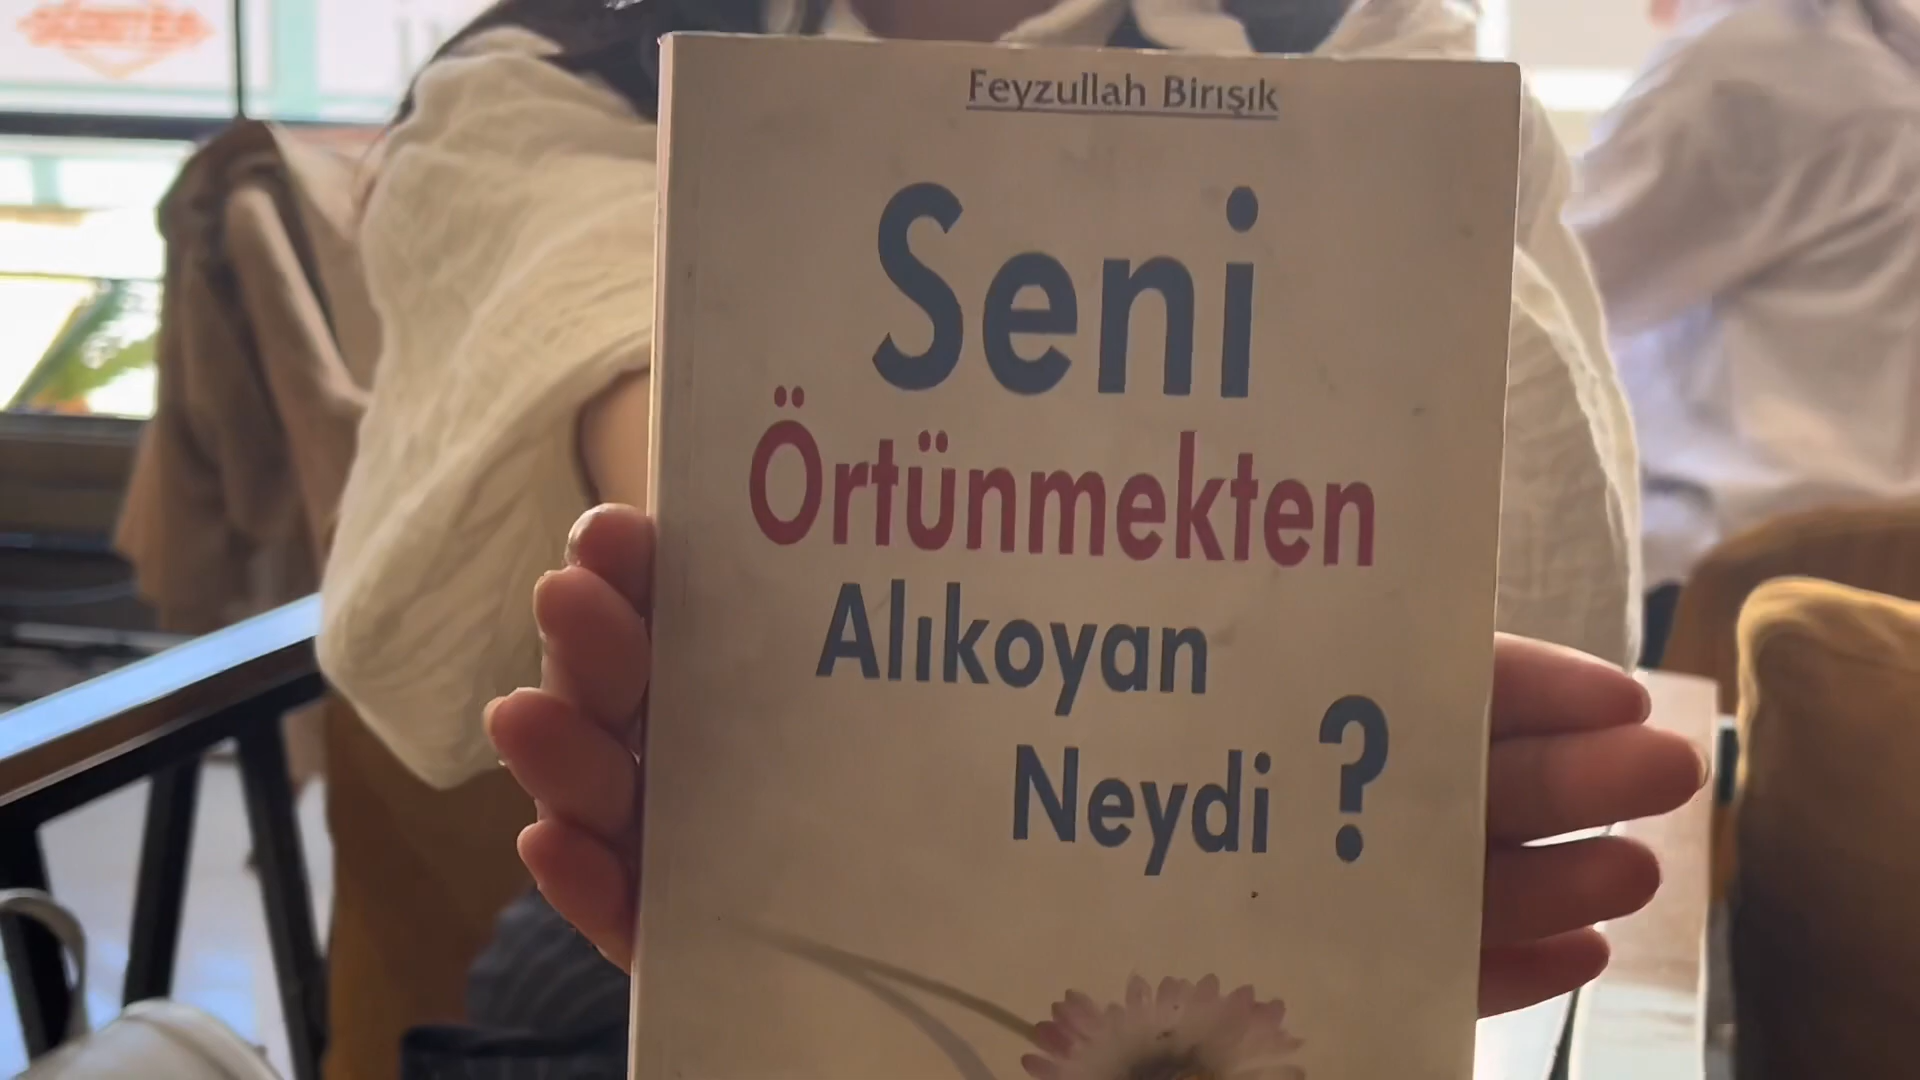 Feyzullah Birışık
Seni
Örtünmekten
Alıkoyan
Neydi ?